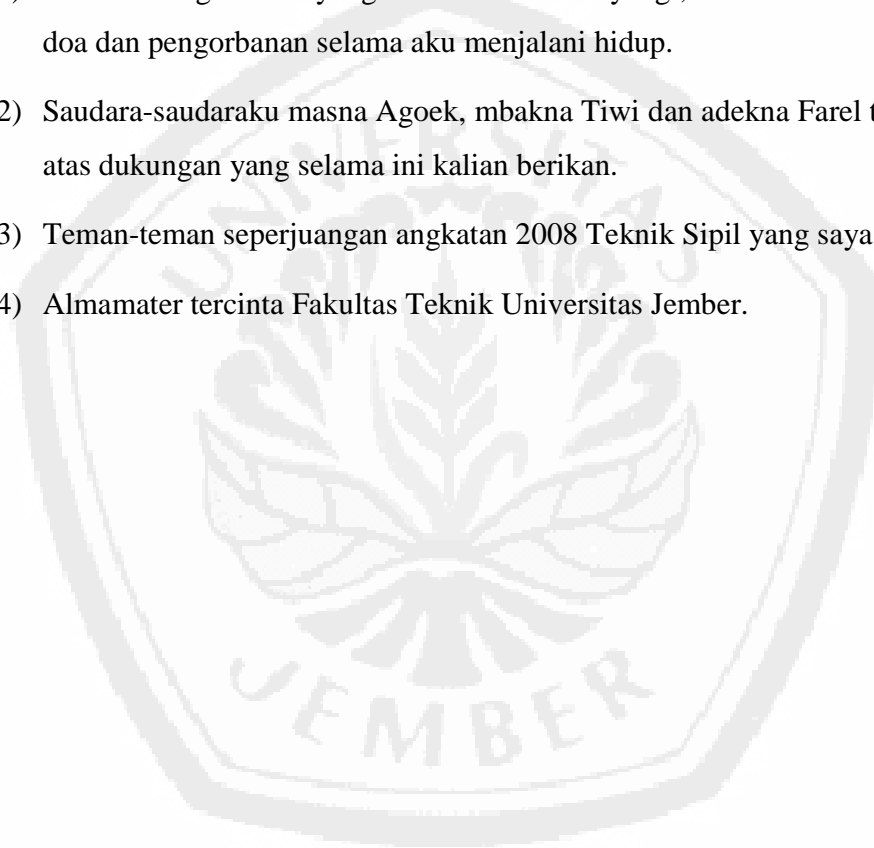 doa dan pengorbanan selama aku menjalani hidup.
2) Saudara-saudaraku masna Agoek, mbakna Tiwi dan adekna Farel
atas dukungan yang selama ini kalian berikan.
3) Teman-teman seperjuangan angkatan 2008 Teknik Sipil yang saya
4) Almamater tercinta Fakultas Teknik Universitas Jember.
UNIVERSITAS
JEMBER